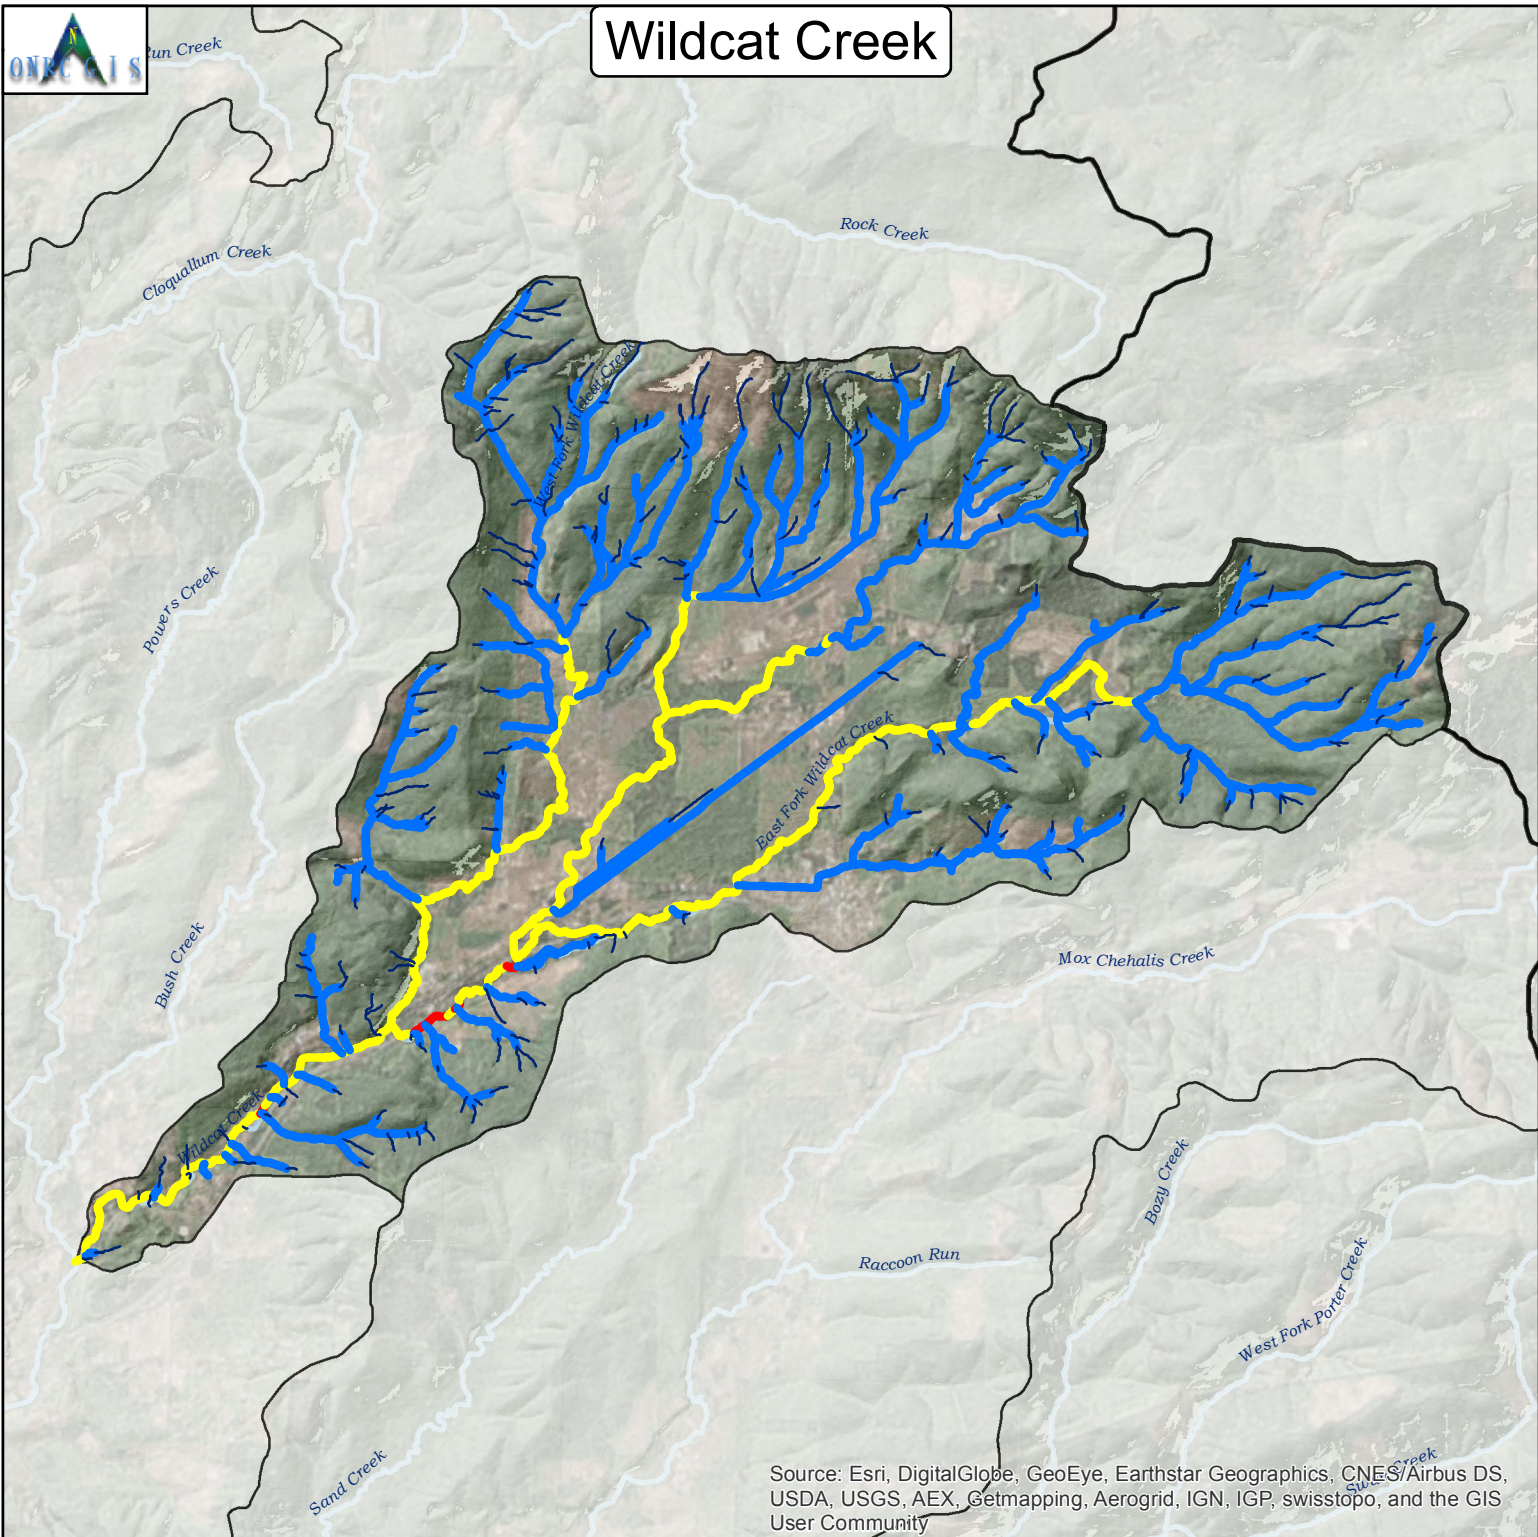 Wildcat Creek
N
ONRC GIS
Run Creek
Rock Creek
Cloquallum Creek
West Fork Wildcat Creek
Powers Creek
East Fork Wildcat Creek
Bush Creek
Mox Chehalis Creek
Wildcat Creek
Bozy Creek
Raccoon Run
West Fork Porter Creek
Sand Creek
Creek
Source: Esri, DigitalGlobe, GeoEye, Earthstar Geographics, CNES/Airbus DS,
USDA, USGS, AEX, Getmapping, Aerogrid, IGN, IGP, swisstopo, and the GIS
User Community